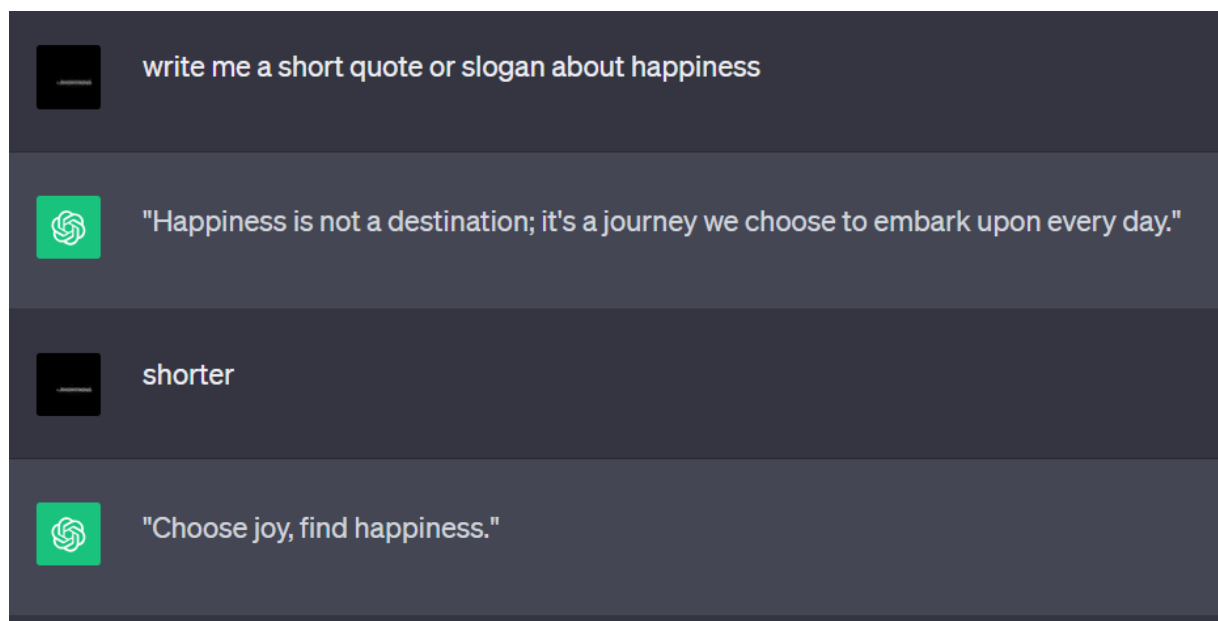 write me a short quote or slogan about happiness
"Happiness is not a destination; it's a journey we choose to embark upon every day."
shorter
"Choose joy, find happiness."